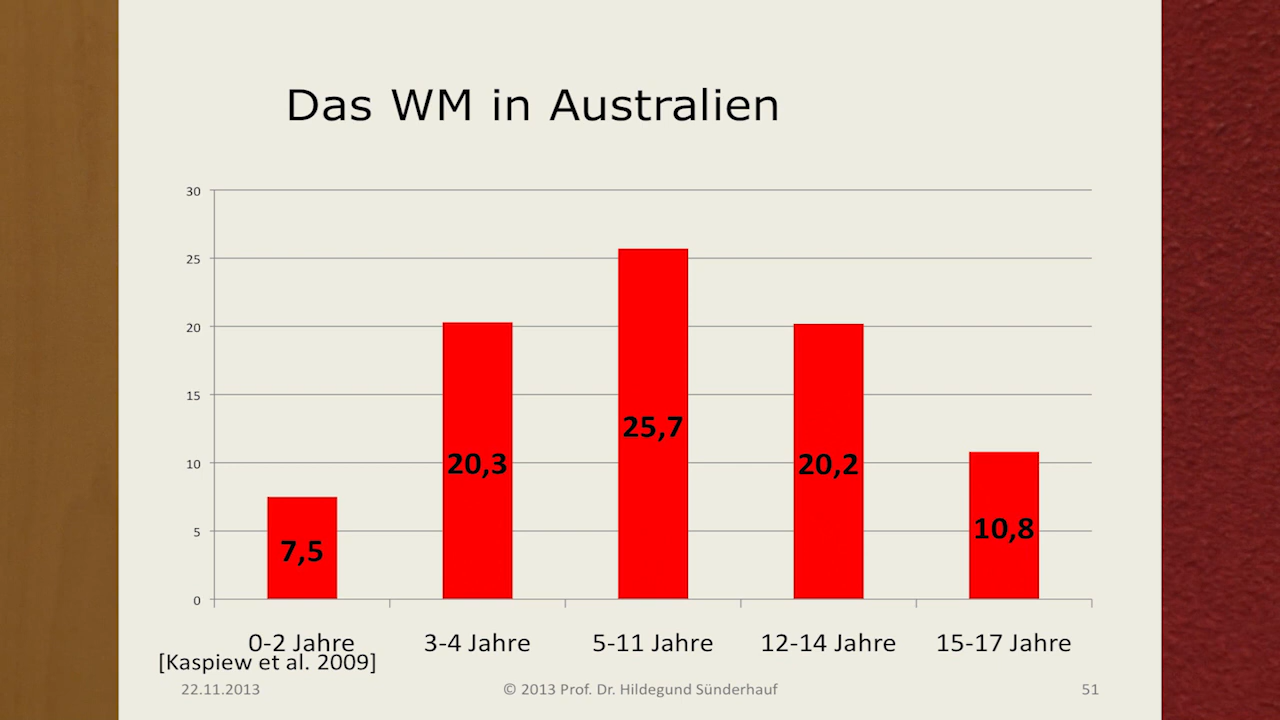 Das WM in Australien
30
25
20
15
10
5
0
7,5
20,3
25,7
20,2
10,8
0-2 Jahre
3-4 Jahre
5-11 Jahre
12-14 Jahre
15-17 Jahre
[Kaspiew et al. 2009]
22.11.2013
© 2013 Prof. Dr. Hildegund Sünderhauf
51